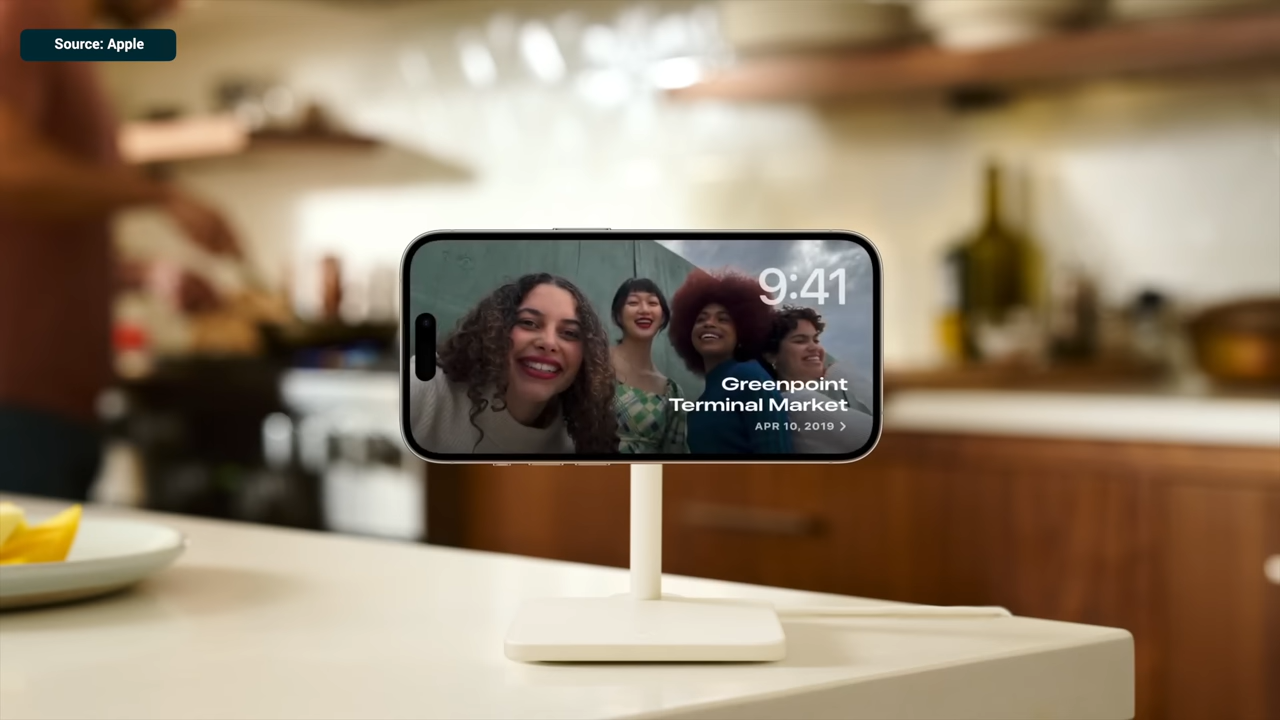 Source: Apple
9:41
Greenpoint
Terminal Market
APR 10, 2019 >